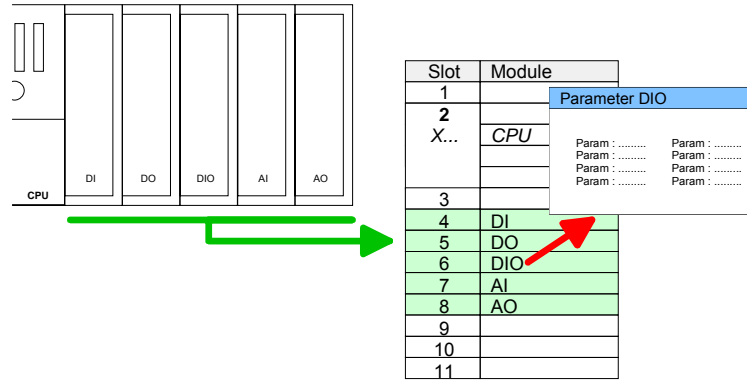 CPU
DI
DO
DIO
AI
AO
Slot Module
1
2
X... CPU
3
4 DI
5 DO
6 DIO
7 AI
8 AO
9
10
11
Parameter DIO
Param : ......... Param : .........
Param : ......... Param : .........
Param : ......... Param : .........
Param : ......... Param : .........